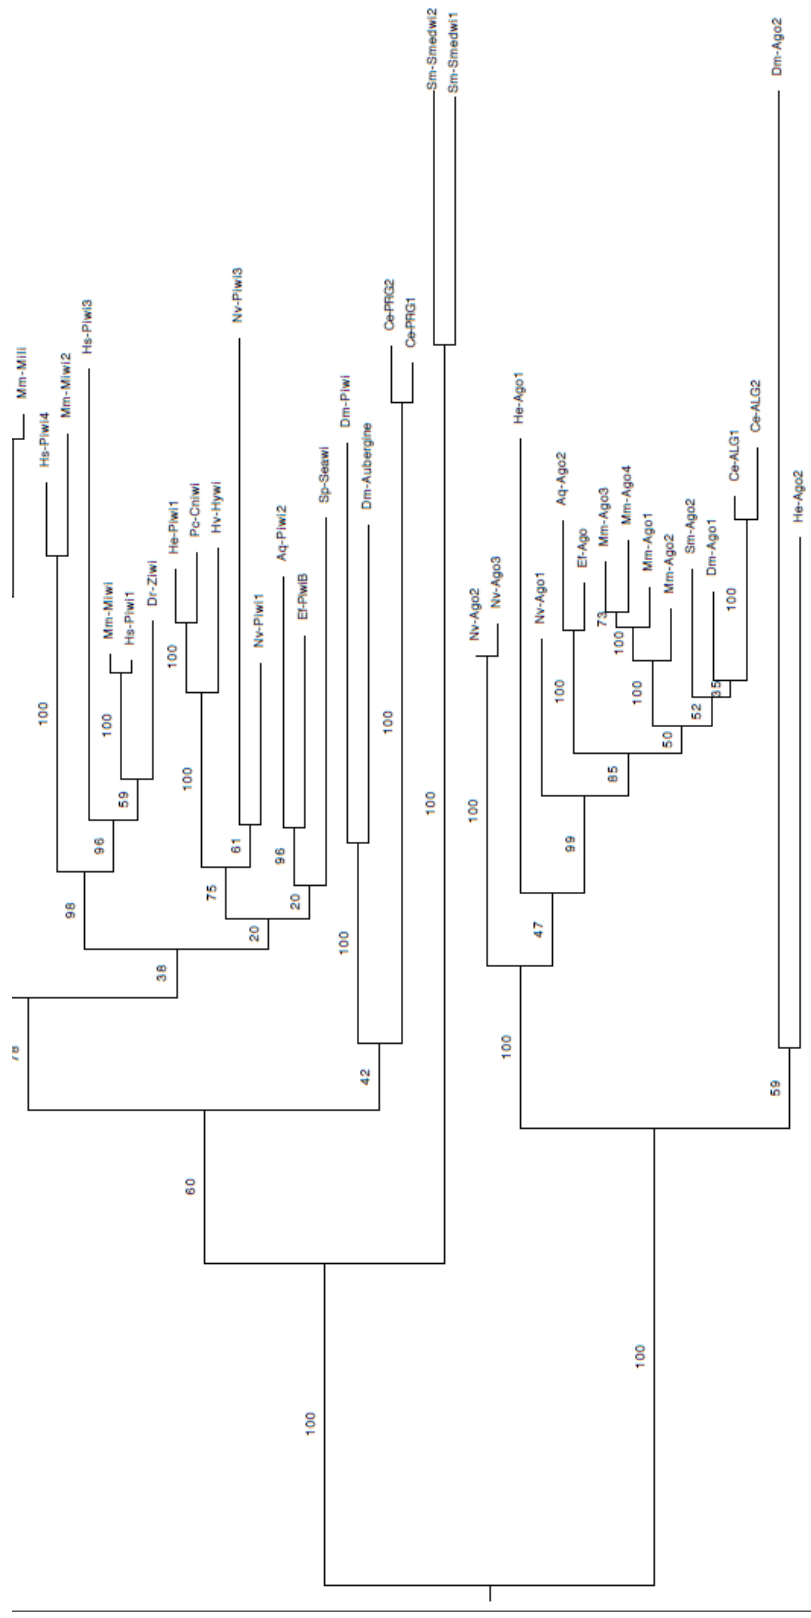 Mm-Mili
Hs-Piwi4
Mm-Miwi2
Hs-Piwi3
Mm-Miwi
Hs-Piwi1
Dr-Ziwi
He-Piwi1
Pc-Cniwi
Hv-Hywi
Nv-Piwi3
Nv-Piwi1
Aq-Piwi2
Ef-PiwiB
Sp-Seawi
Dm-Piwi
Dm-Aubergine
Ce-PRG2
Ce-PRG1
Sm-Smedwi2
Sm-Smedwi1
Nv-Ago2
Nv-Ago3
He-Ago1
Nv-Ago1
Aq-Ago2
Ef-Ago
Mm-Ago3
Mm-Ago4
Mm-Ago1
Mm-Ago2
Sm-Ago2
Dm-Ago1
Ce-ALG1
Ce-ALG2
Dm-Ago2
He-Ago2
100
98
96
100
59
38
100
100
75
61
20
96
20
100
42
100
60
100
100
100
100
47
99
85
100
50
100
100
73
52
35
100
59
100